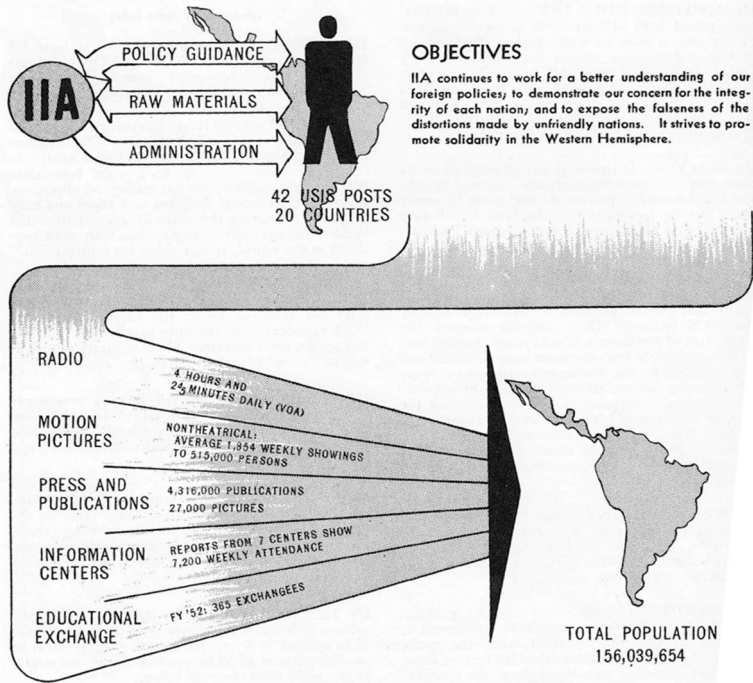 IIA
POLICY GUIDANCE
RAW MATERIALS
ADMINISTRATION
42 USIS POSTS
20 COUNTRIES
OBJECTIVES
IIA continues to work for a better understanding of our
foreign policies; to demonstrate our concern for the integ-
rity of each nation; and to expose the falseness of the
distortions made by unfriendly nations. It strives to pro-
mote solidarity in the Western Hemisphere.
RADIO
4 HOURS AND
MINUTES DAILY (VOA)
MOTION
PICTURES
NONTHEATRICAL:
AVERAGE 1,854 WEEKLY SHOWINGS
TO 515,000 PERSONS
PRESS AND
PUBLICATIONS
4,316,000 PUBLICATIONS
27,000 PICTURES
INFORMATION
CENTERS
REPORTS FROM 7 CENTERS SHOW
7,200 WEEKLY ATTENDANCE
EDUCATIONAL
EXCHANGE
FY '52: 365 EXCHANGEES
TOTAL POPULATION
156,039,654